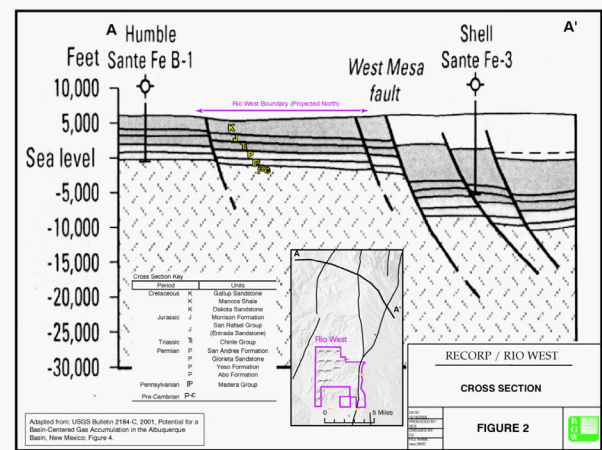 A Humble
Sante Fe B-1
Shell
Sante Fe-3
A'
Feet
West Mesa
fault
Rio West Boundary (Projected North)
10,000
5,000
Sea level
-5,000
-10,000
-15,000
-20,000
-25,000
-30,000
K
J
P
Cross Section Key
Period Units
Cretaceous K Gallup Sandstone
K Mancos Shale
K Dakota Sandstone
Jurassic J Morrison Formation
J San Rafael Group
(Entrada Sandstone)
Triassic Chinle Group
Permian P San Andres Formation
P Glorieta Sandstone
P Yeso Formation
P Abo Formation
Pennsylvanian IP Madera Group
Pre-Cambrian P-C
A
A'
Rio West
0 5 Miles
Adapted from: USGS Bulletin 2184-C, 2001, Potential for a
Basin-Centered Gas Accumulation in the Albuquerque
Basin, New Mexico: Figure 4.
RECORP / RIO WEST
CROSS SECTION
DATE:
FIGURE 2
RGW